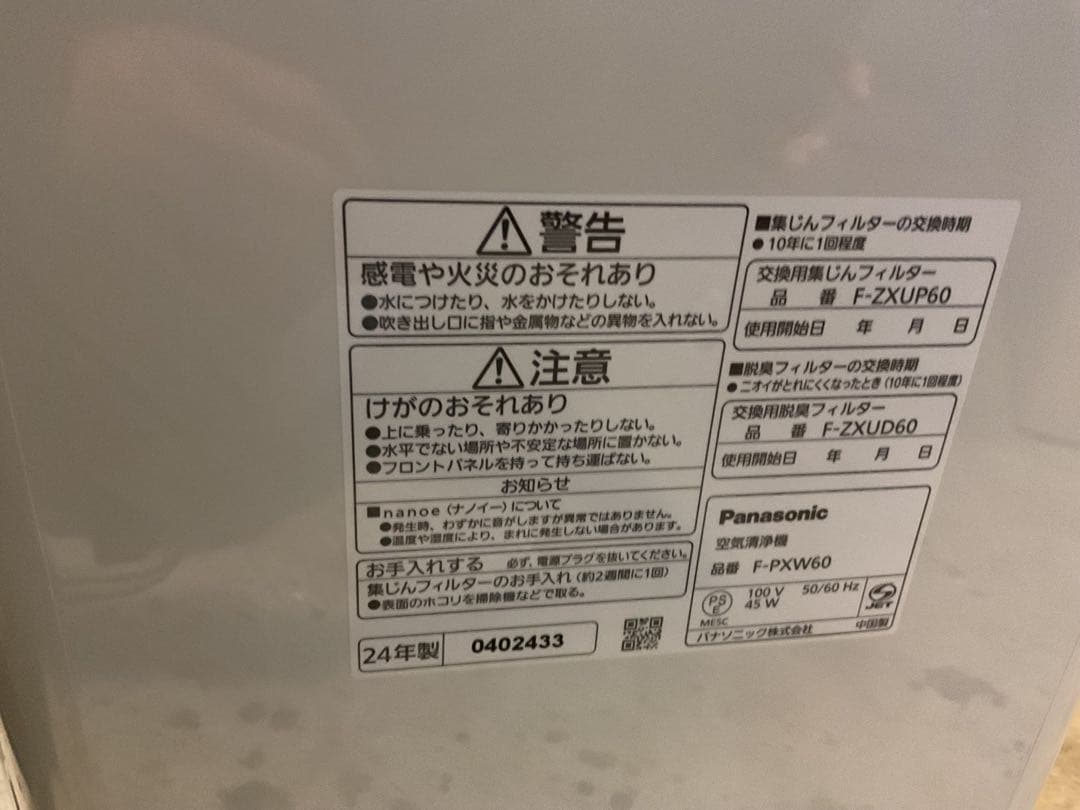 警告
感電や火災のおそれあり
●水につけたり、水をかけたりしない。
●吹き出し口に指や金属物などの異物を入れない。
注意
けがのおそれあり
●上に乗ったり、寄りかかったりしない。
●水平でない場所や不安定な場所に置かない。
●フロントパネルを持って持ち運ばない。
お知らせ
■nanoe(ナノイー)について
●発生時、わずかに音がしますが異常ではありません。
●温度や湿度により、まれに発生しない場合があります。
お手入れする 必ず、電源プラグを抜いてください。
集じんフィルターのお手入れ(約2週間に1回)
●表面のホコリを掃除機などで取る。
24年製 0402433
■集じんフィルターの交換時期
●10年に1回程度
交換用集じんフィルター
品番 F-ZXUP60
使用開始日 年 月 日
■脱臭フィルターの交換時期
●ニオイがとれにくくなったとき(10年に1回程度)
交換用脱臭フィルター
品番 F-ZXUD60
使用開始日 年 月 日
Panasonic
空気清浄機
品番 F-PXW60
PS E 100 V 50/60 Hz
45 W
JET
MESC
パナソニック株式会社 中国製